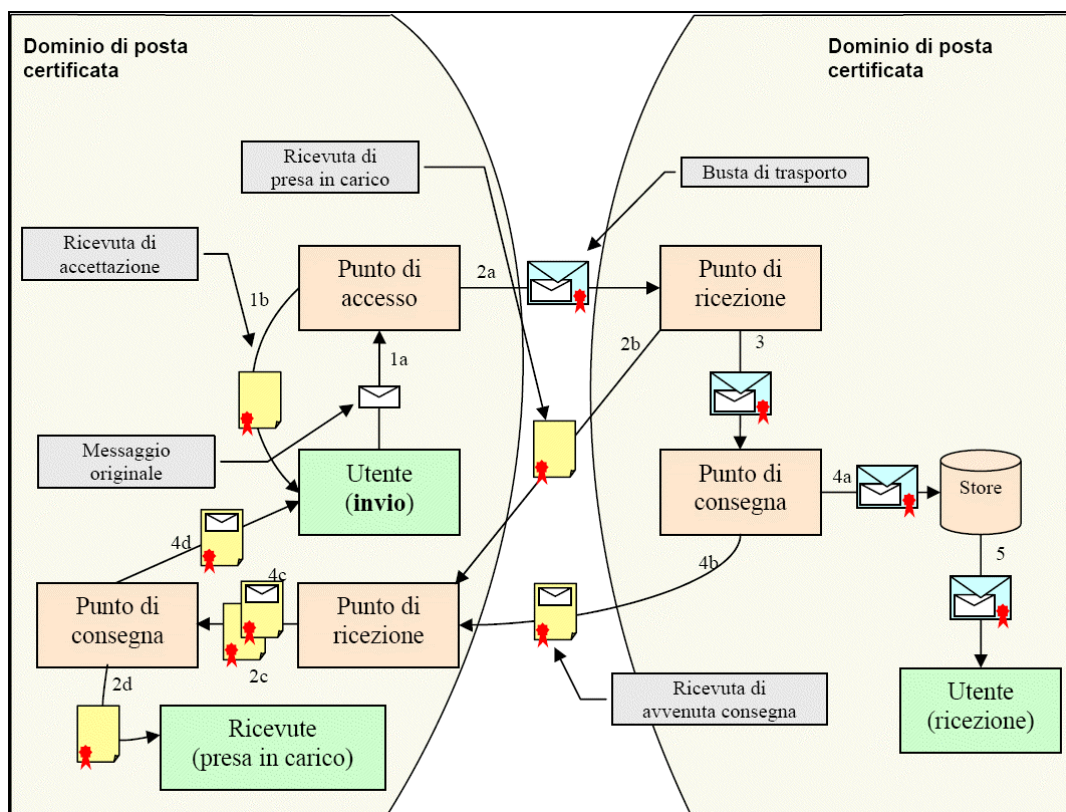 Dominio di posta
certificata
Dominio di posta
certificata
Ricevuta di
presa in carico
Busta di trasporto
Ricevuta di
accettazione
Punto di
accesso
2a
Punto di
ricezione
1b
1a
2b
3
Messaggio
originale
Utente
(invio)
Punto di
consegna
4a
Store
4d
4b
5
4c
Punto di
consegna
Punto di
ricezione
2c
2d
Ricevute
(presa in carico)
Ricevuta di
avvenuta consegna
Utente
(ricezione)